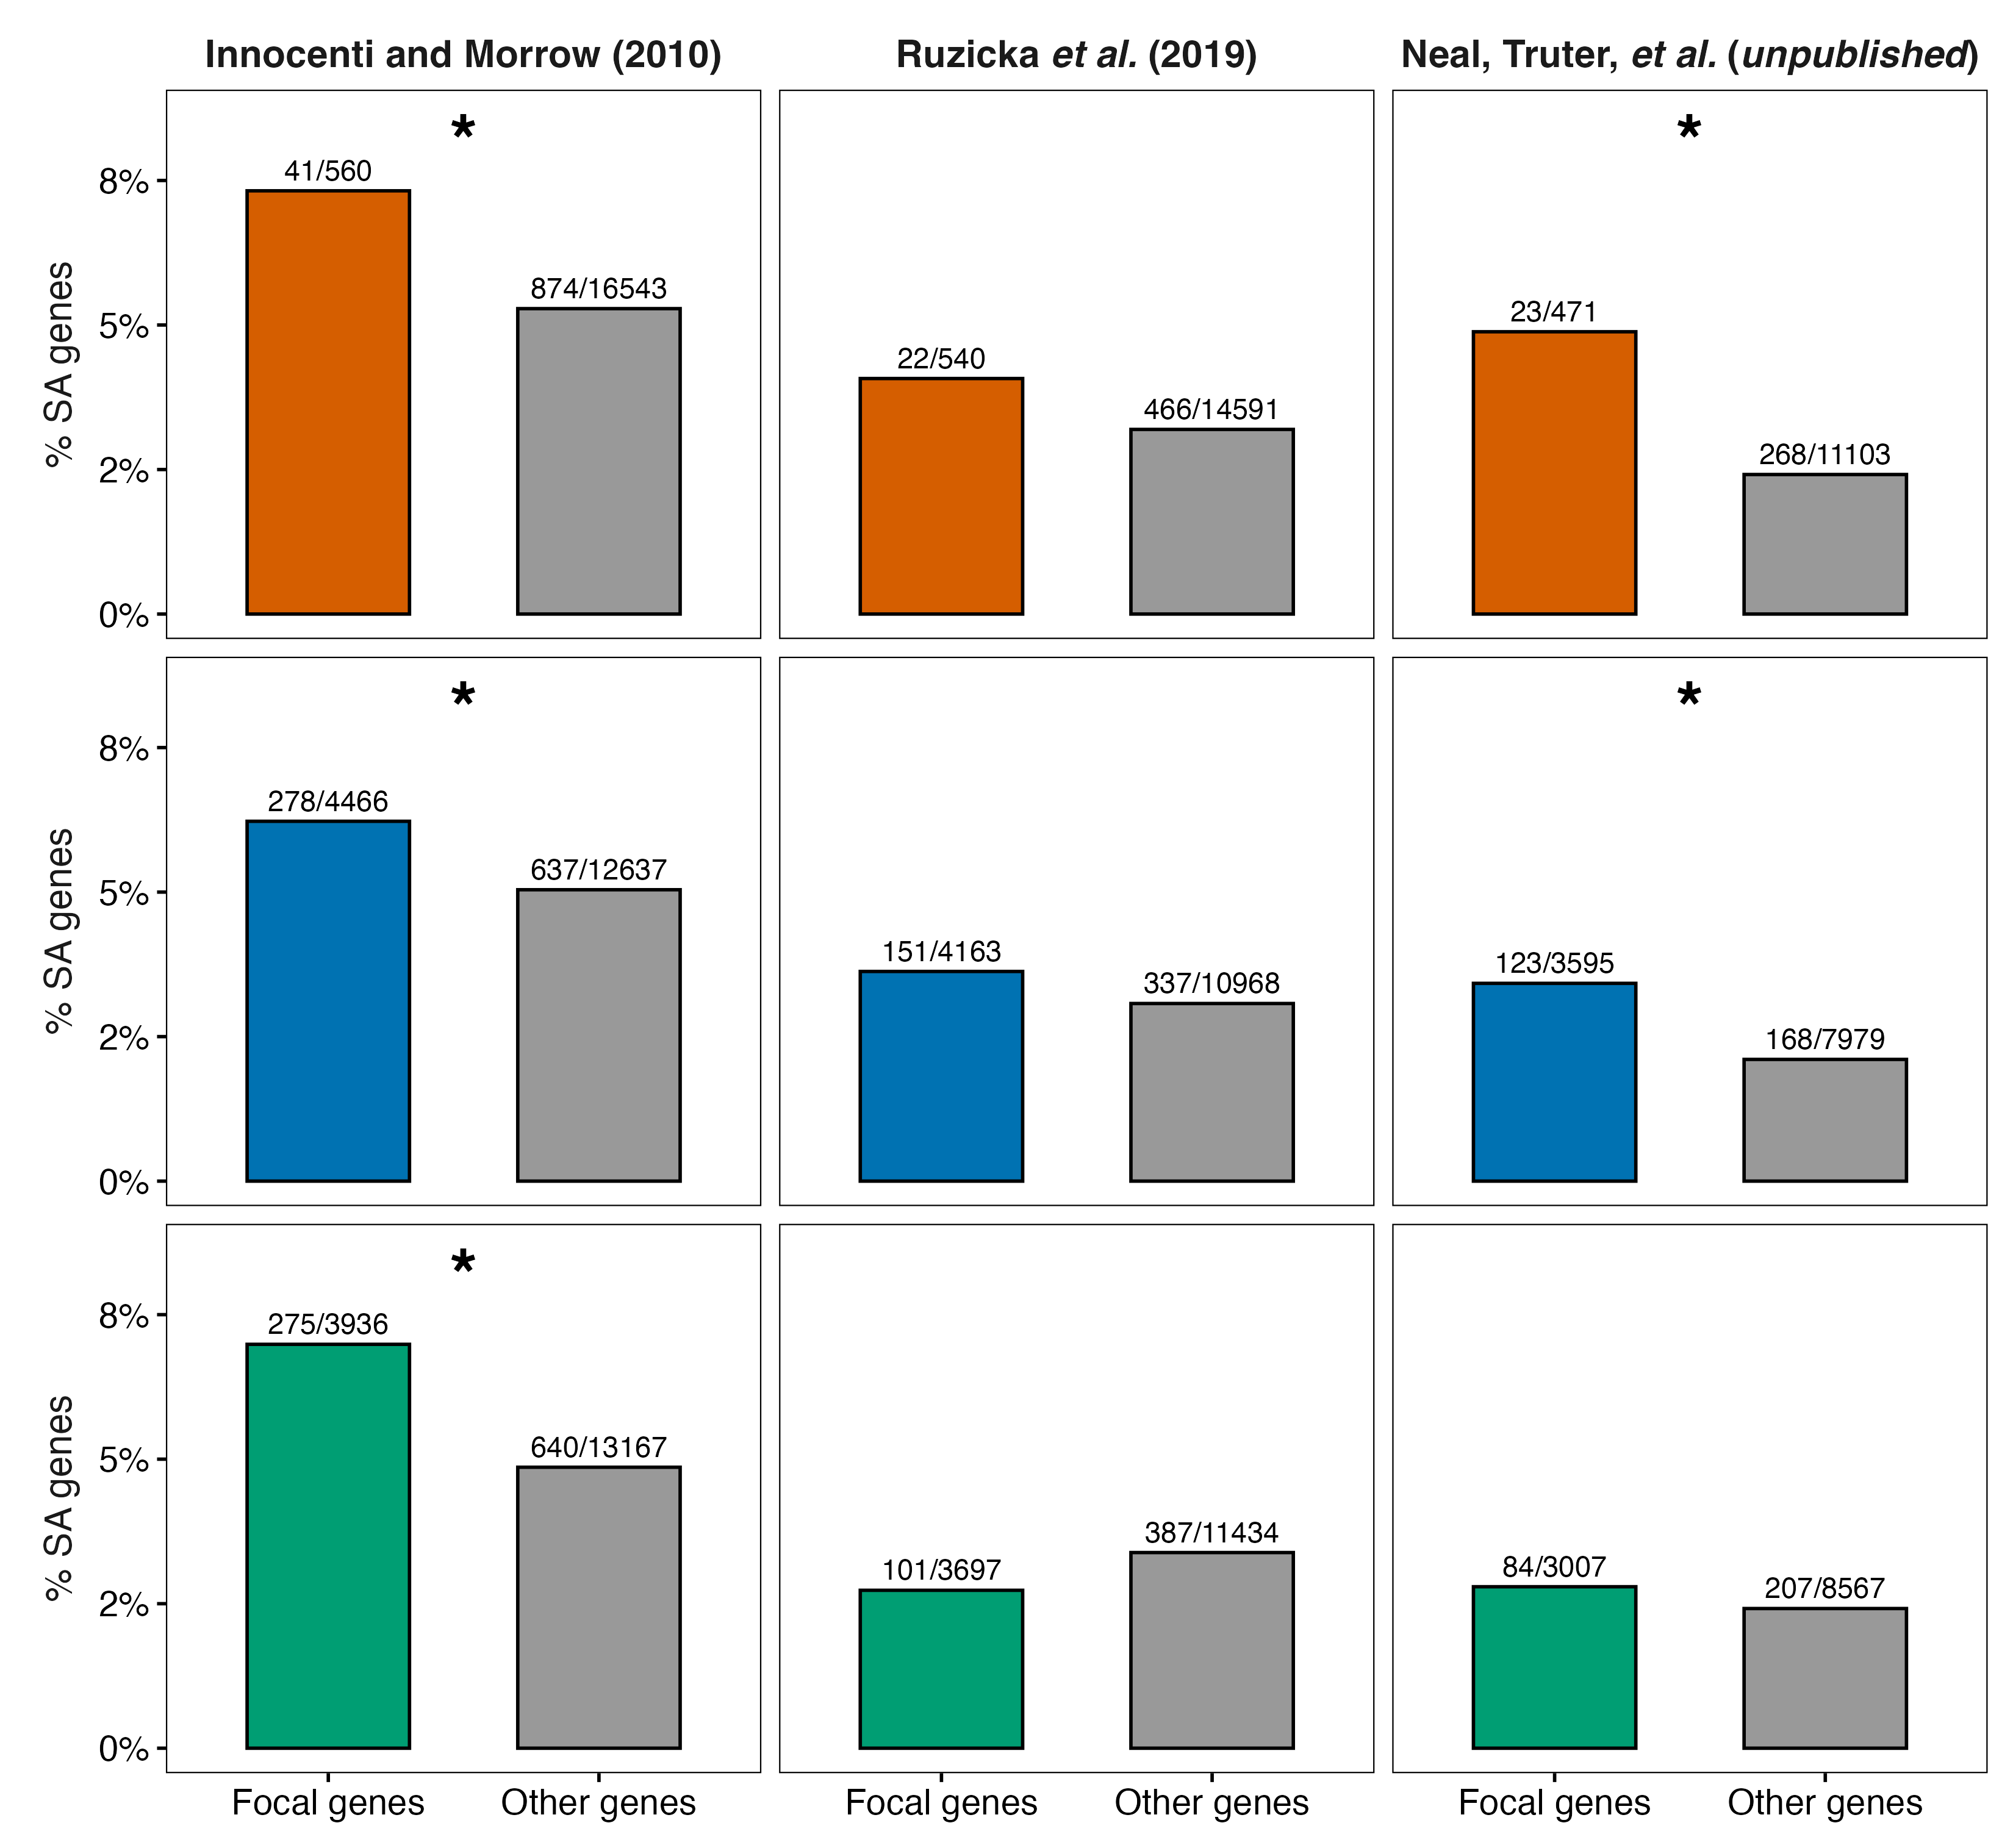 Innocenti and Morrow (2010)
Ruzicka et al. (2019)
Neal, Truter, et al. (unpublished)
% SA genes
8%
5%
2%
0%
*
41/560
874/16543
22/540
466/14591
*
23/471
268/11103
% SA genes
8%
5%
2%
0%
*
278/4466
637/12637
151/4163
337/10968
*
123/3595
168/7979
% SA genes
8%
5%
2%
0%
*
275/3936
640/13167
101/3697
387/11434
84/3007
207/8567
Focal genes
Other genes
Focal genes
Other genes
Focal genes
Other genes